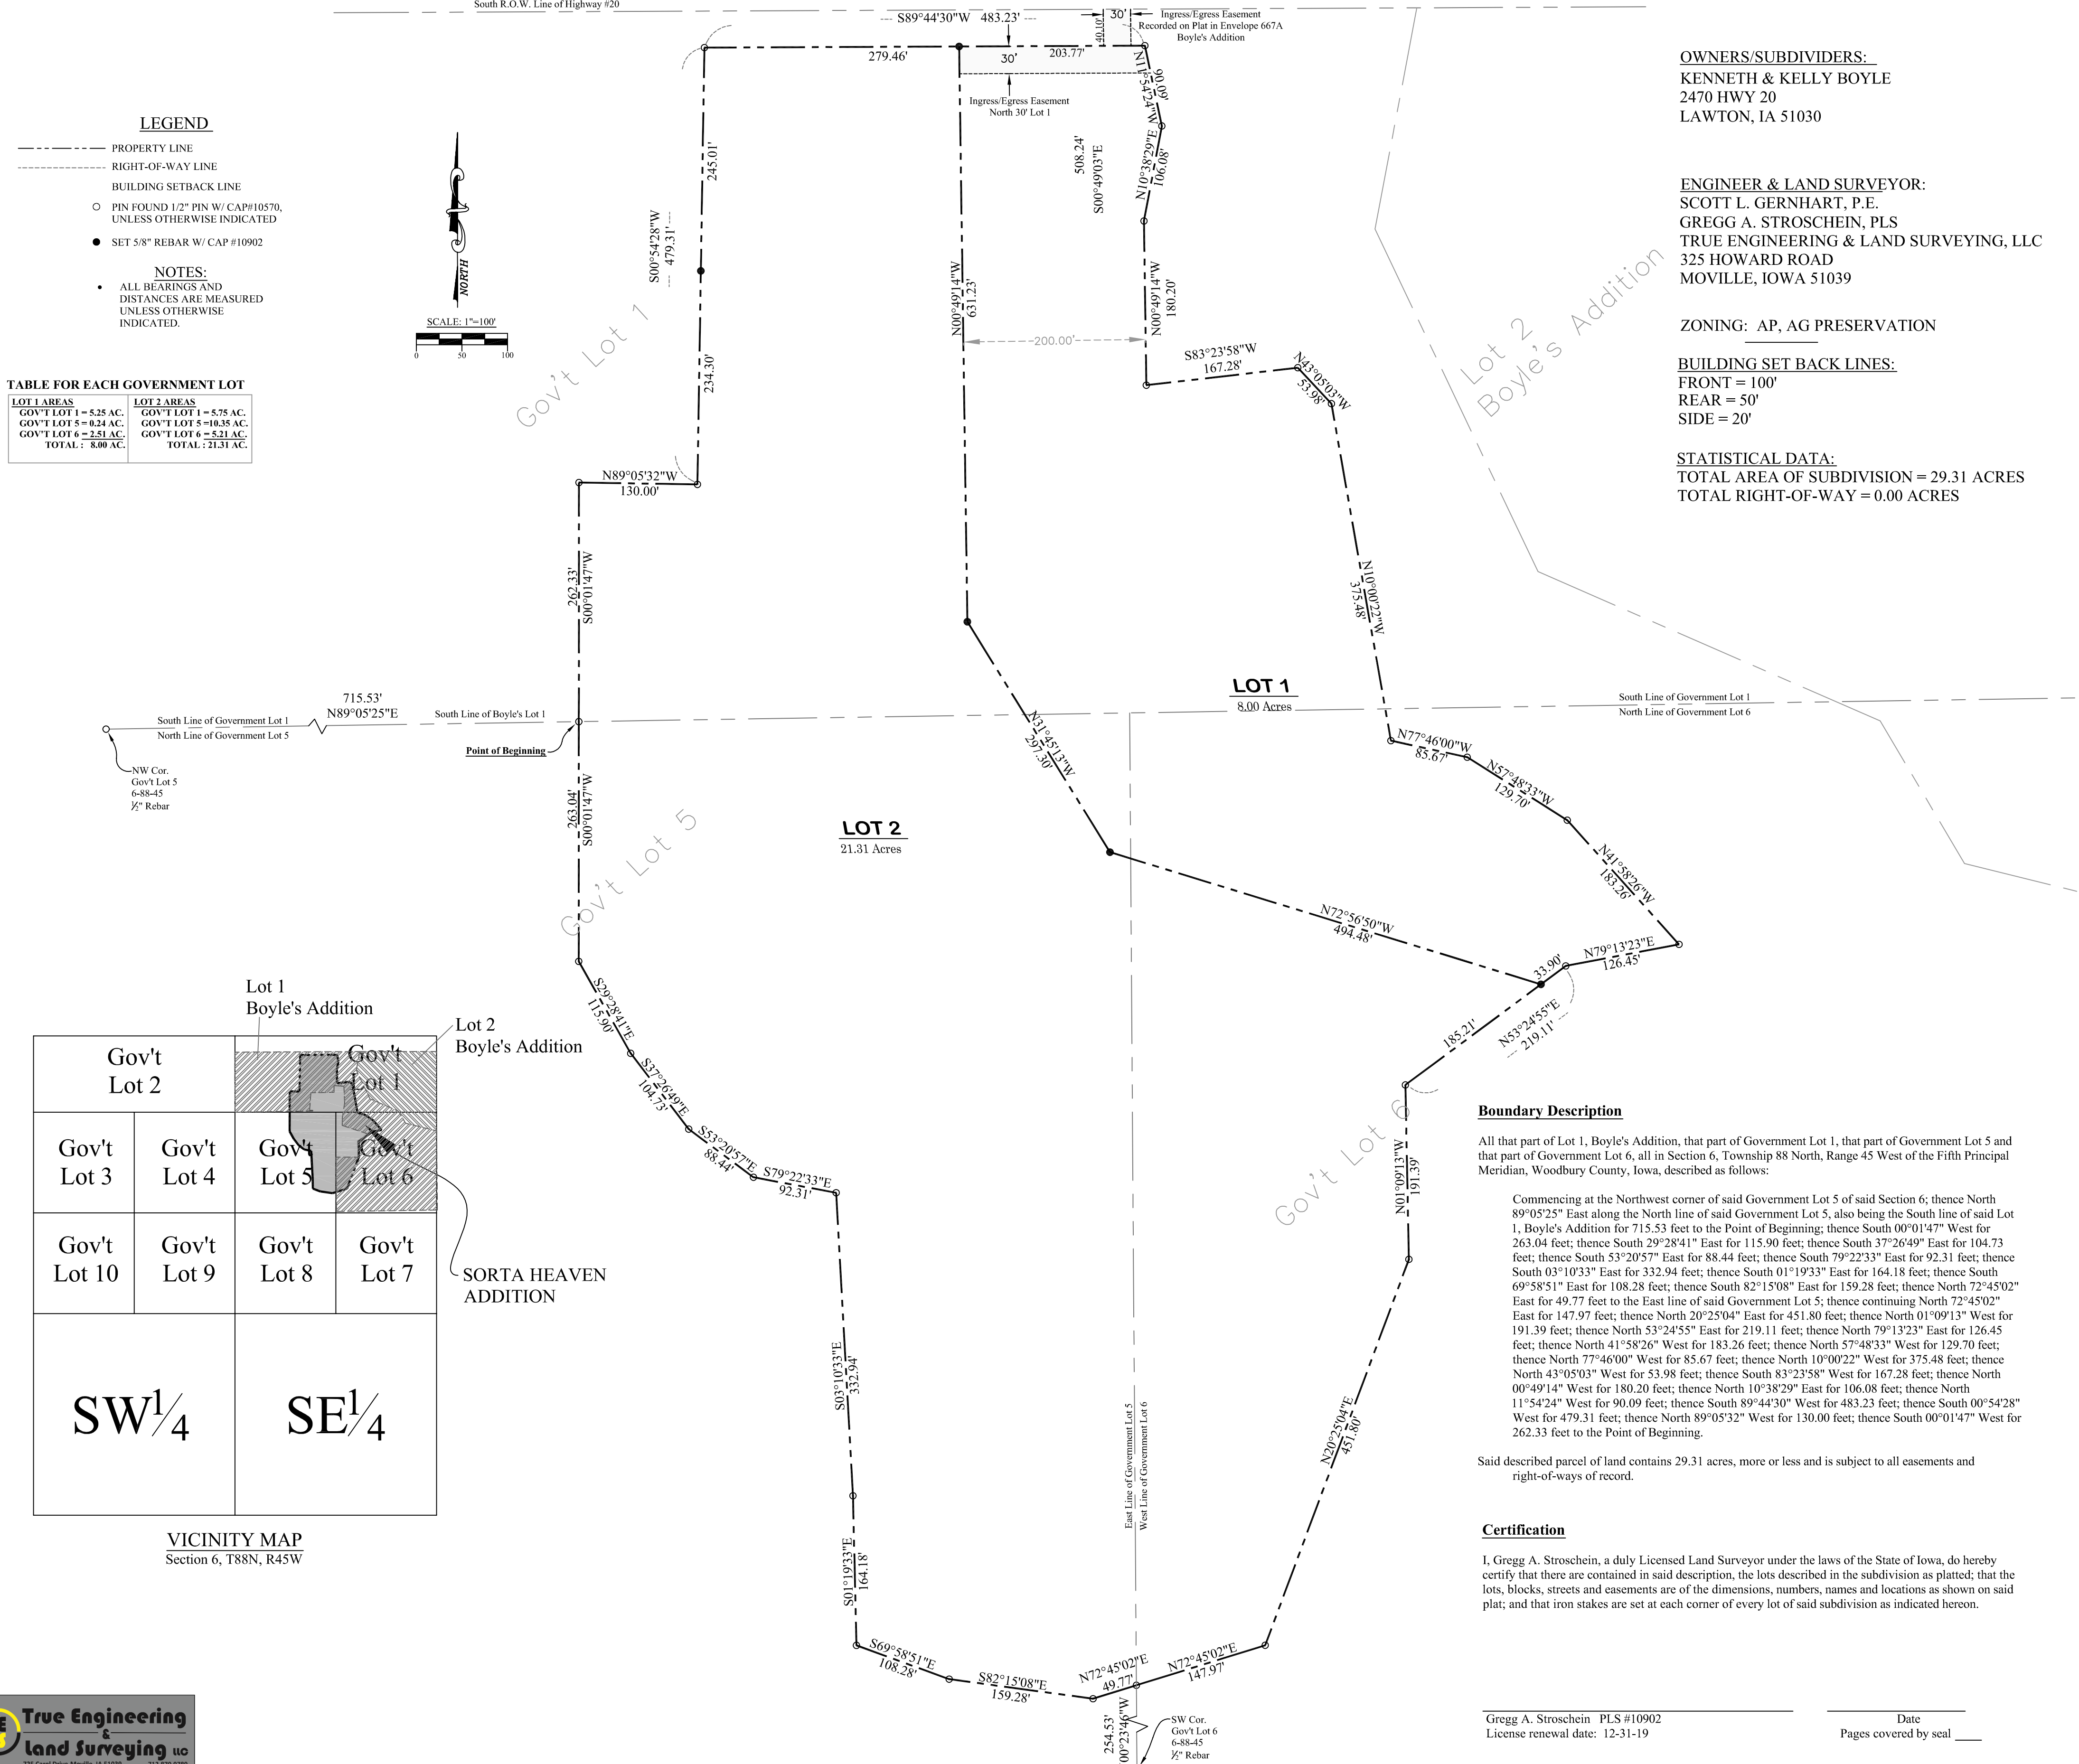 South R.O.W. Line of Highway #20
S89°44'30"W 483.23'
279.46'
203.77'
30'
40.10'
30'
Ingress/Egress Easement
Recorded on Plat in Envelope 667A
Boyle's Addition
Ingress/Egress Easement
North 30' Lot 1
N11°54'24"W
90.09'
N10°38'29"E
106.08'
508.24'
S00°49'03"E
245.01'
S00°54'28"W
479.31'
234.30'
N00°49'14"W
631.23'
N00°49'14"W
180.20'
200.00'
S83°23'58"W
167.28'
N43°05'03"W
53.98'
N10°00'22"W
375.48'
N89°05'32"W
130.00'
262.33'
S00°01'47"W
LEGEND
PROPERTY LINE
RIGHT-OF-WAY LINE
BUILDING SETBACK LINE
PIN FOUND 1/2" PIN W/ CAP#10570,
UNLESS OTHERWISE INDICATED
SET 5/8" REBAR W/ CAP #10902
NOTES:
• ALL BEARINGS AND
DISTANCES ARE MEASURED
UNLESS OTHERWISE
INDICATED.
NORTH
SCALE: 1"=100'
0 50 100
TABLE FOR EACH GOVERNMENT LOT
LOT 1 AREAS
GOV'T LOT 1 = 5.25 AC.
GOV'T LOT 5 = 0.24 AC.
GOV'T LOT 6 = 2.51 AC.
TOTAL : 8.00 AC.
LOT 2 AREAS
GOV'T LOT 1 = 5.75 AC.
GOV'T LOT 5 =10.35 AC.
GOV'T LOT 6 = 5.21 AC.
TOTAL : 21.31 AC.
Gov't Lot 1
Lot 2
Boyle's Addition
OWNERS/SUBDIVIDERS:
KENNETH & KELLY BOYLE
2470 HWY 20
LAWTON, IA 51030
ENGINEER & LAND SURVEYOR:
SCOTT L. GERNHART, P.E.
GREGG A. STROSCHEIN, PLS
TRUE ENGINEERING & LAND SURVEYING, LLC
325 HOWARD ROAD
MOVILLE, IOWA 51039
ZONING: AP, AG PRESERVATION
BUILDING SET BACK LINES:
FRONT = 100'
REAR = 50'
SIDE = 20'
STATISTICAL DATA:
TOTAL AREA OF SUBDIVISION = 29.31 ACRES
TOTAL RIGHT-OF-WAY = 0.00 ACRES
715.53'
N89°05'25"E
South Line of Government Lot 1
North Line of Government Lot 5
South Line of Boyle's Lot 1
Point of Beginning
NW Cor.
Gov't Lot 5
6-88-45
½" Rebar
LOT 1
8.00 Acres
South Line of Government Lot 1
North Line of Government Lot 6
N31°45'13"W
297.30'
N77°46'00"W
85.67'
N57°48'33"W
129.70'
N41°58'26"W
183.26'
N79°13'23"E
126.45'
33.90'
N53°24'55"E
219.11'
185.21'
N72°56'50"W
494.48'
263.04'
S00°01'47"W
Gov't Lot 5
LOT 2
21.31 Acres
S29°28'41"E
115.90'
S37°26'49"E
104.73'
S53°20'57"E
88.44'
S79°22'33"E
92.31'
S03°10'33"E
332.94'
S01°19'33"E
164.18'
S69°58'51"E
108.28'
S82°15'08"E
159.28'
N72°45'02"E
49.77'
N72°45'02"E
147.97'
N20°25'04"E
451.80'
N01°09'13"W
191.39'
Gov't Lot 6
East Line of Government Lot 5
West Line of Government Lot 6
254.53'
00°23'46"W
SW Cor.
Gov't Lot 6
6-88-45
½" Rebar
Lot 1
Boyle's Addition
Lot 2
Boyle's Addition
Gov't
Lot 2
Gov't
Lot 1
Gov't
Lot 3
Gov't
Lot 4
Gov't
Lot 5
Gov't
Lot 6
Gov't
Lot 10
Gov't
Lot 9
Gov't
Lot 8
Gov't
Lot 7
SW¼
SE¼
SORTA HEAVEN
ADDITION
VICINITY MAP
Section 6, T88N, R45W
Boundary Description
All that part of Lot 1, Boyle's Addition, that part of Government Lot 1, that part of Government Lot 5 and
that part of Government Lot 6, all in Section 6, Township 88 North, Range 45 West of the Fifth Principal
Meridian, Woodbury County, Iowa, described as follows:
Commencing at the Northwest corner of said Government Lot 5 of said Section 6; thence North
89°05'25" East along the North line of said Government Lot 5, also being the South line of said Lot
1, Boyle's Addition for 715.53 feet to the Point of Beginning; thence South 00°01'47" West for
263.04 feet; thence South 29°28'41" East for 115.90 feet; thence South 37°26'49" East for 104.73
feet; thence South 53°20'57" East for 88.44 feet; thence South 79°22'33" East for 92.31 feet; thence
South 03°10'33" East for 332.94 feet; thence South 01°19'33" East for 164.18 feet; thence South
69°58'51" East for 108.28 feet; thence South 82°15'08" East for 159.28 feet; thence North 72°45'02"
East for 49.77 feet to the East line of said Government Lot 5; thence continuing North 72°45'02"
East for 147.97 feet; thence North 20°25'04" East for 451.80 feet; thence North 01°09'13" West for
191.39 feet; thence North 53°24'55" East for 219.11 feet; thence North 79°13'23" East for 126.45
feet; thence North 41°58'26" West for 183.26 feet; thence North 57°48'33" West for 129.70 feet;
thence North 77°46'00" West for 85.67 feet; thence North 10°00'22" West for 375.48 feet; thence
North 43°05'03" West for 53.98 feet; thence South 83°23'58" West for 167.28 feet; thence North
00°49'14" West for 180.20 feet; thence North 10°38'29" East for 106.08 feet; thence North
11°54'24" West for 90.09 feet; thence South 89°44'30" West for 483.23 feet; thence South 00°54'28"
West for 479.31 feet; thence North 89°05'32" West for 130.00 feet; thence South 00°01'47" West for
262.33 feet to the Point of Beginning.
Said described parcel of land contains 29.31 acres, more or less and is subject to all easements and
right-of-ways of record.
Certification
I, Gregg A. Stroschein, a duly Licensed Land Surveyor under the laws of the State of Iowa, do hereby
certify that there are contained in said description, the lots described in the subdivision as platted; that the
lots, blocks, streets and easements are of the dimensions, numbers, names and locations as shown on said
plat; and that iron stakes are set at each corner of every lot of said subdivision as indicated hereon.
Gregg A. Stroschein PLS #10902
License renewal date: 12-31-19
Date
Pages covered by seal
True Engineering
&
Land Surveying LLC